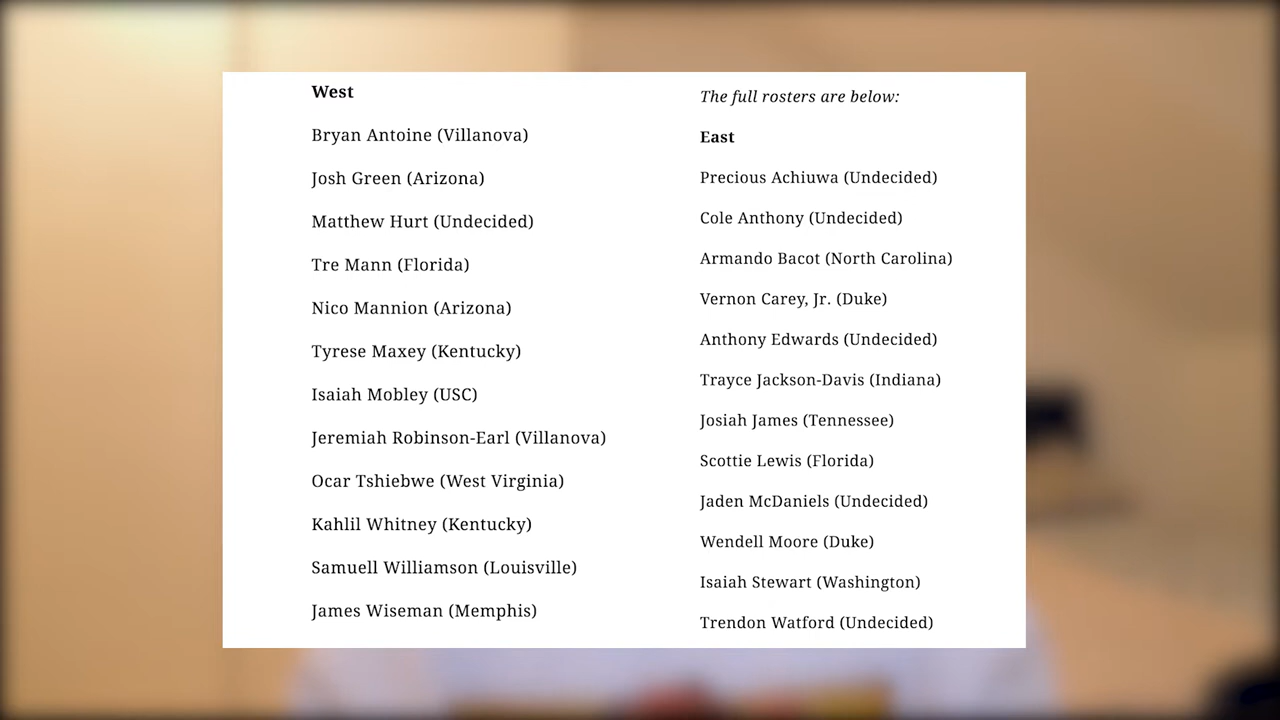 West
Bryan Antoine (Villanova)
Josh Green (Arizona)
Matthew Hurt (Undecided)
Tre Mann (Florida)
Nico Mannion (Arizona)
Tyrese Maxey (Kentucky)
Isaiah Mobley (USC)
Jeremiah Robinson-Earl (Villanova)
Ocar Tshiebwe (West Virginia)
Kahlil Whitney (Kentucky)
Samuell Williamson (Louisville)
James Wiseman (Memphis)
The full rosters are below:
East
Precious Achiuwa (Undecided)
Cole Anthony (Undecided)
Armando Bacot (North Carolina)
Vernon Carey, Jr. (Duke)
Anthony Edwards (Undecided)
Trayce Jackson-Davis (Indiana)
Josiah James (Tennessee)
Scottie Lewis (Florida)
Jaden McDaniels (Undecided)
Wendell Moore (Duke)
Isaiah Stewart (Washington)
Trendon Watford (Undecided)